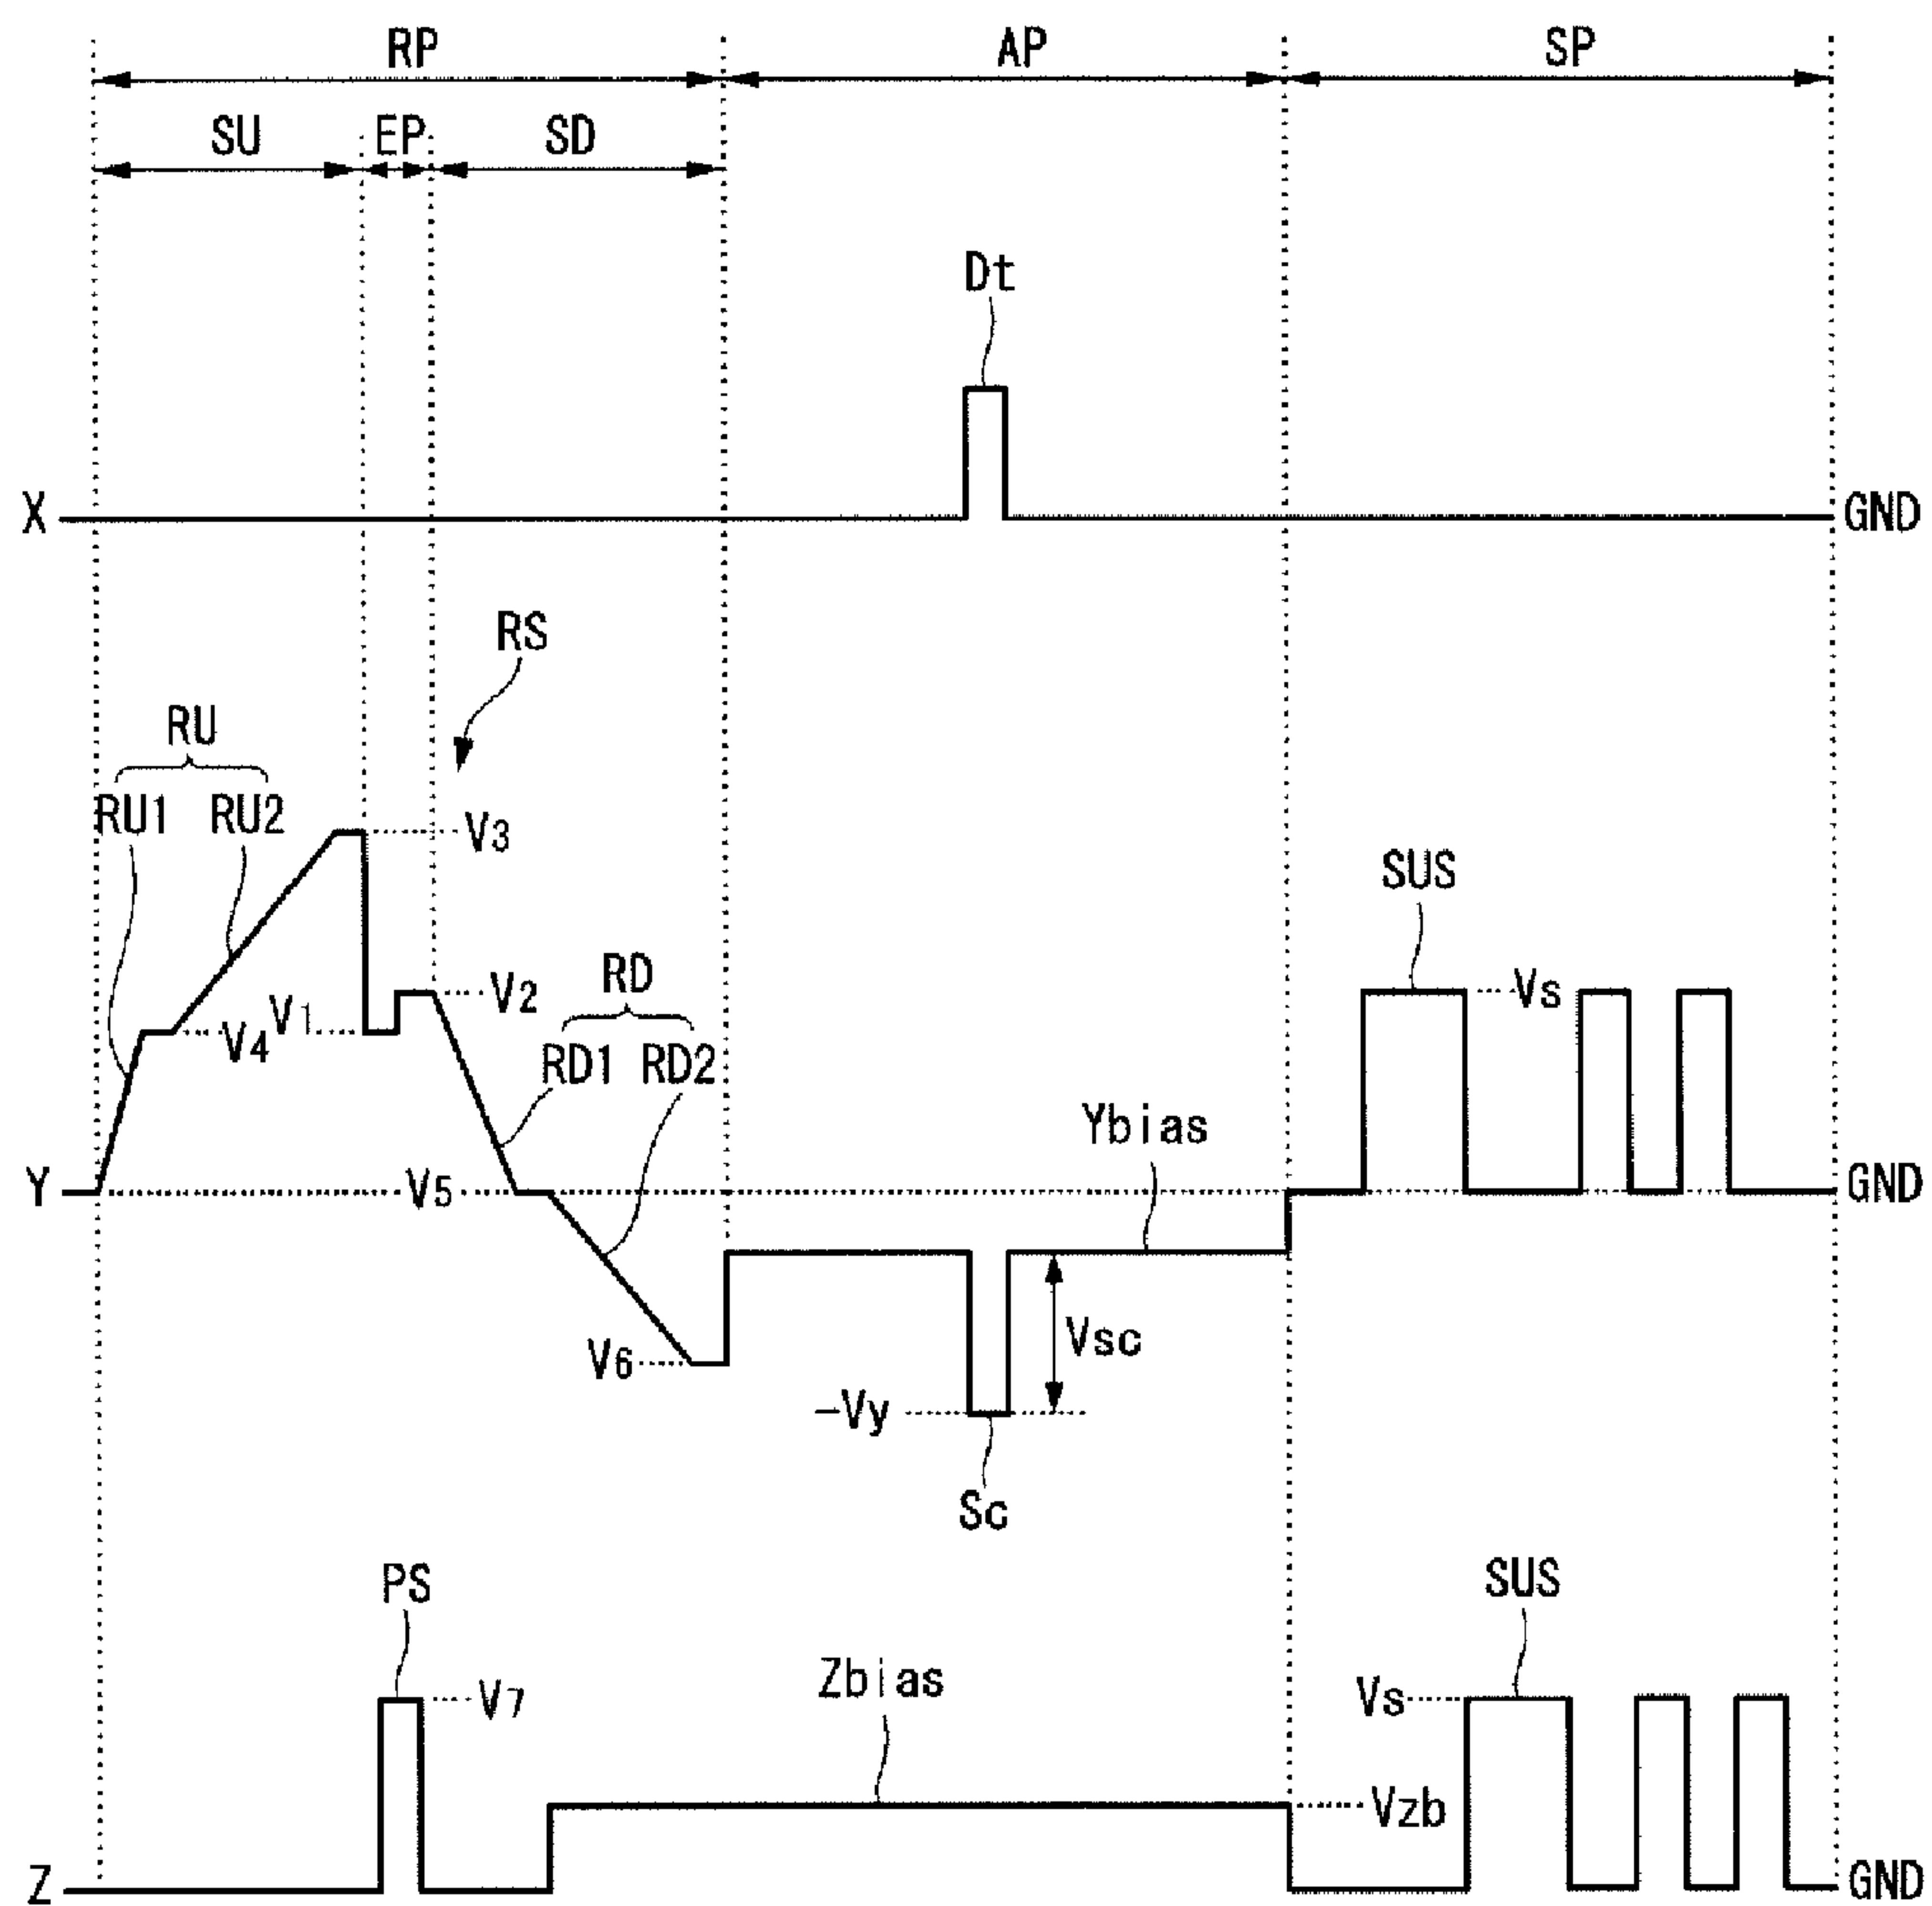 RP AP SP
SU EP SD
Dt
X GND
RS
RU
RU1 RU2
V3
SUS
RD
V2 Vs
V1
V4
RD1 RD2
Ybias
Y V5 GND
Vsc
V6
-Vy
Sc
PS SUS
Zbias
V7 Vs
Vzb
Z GND